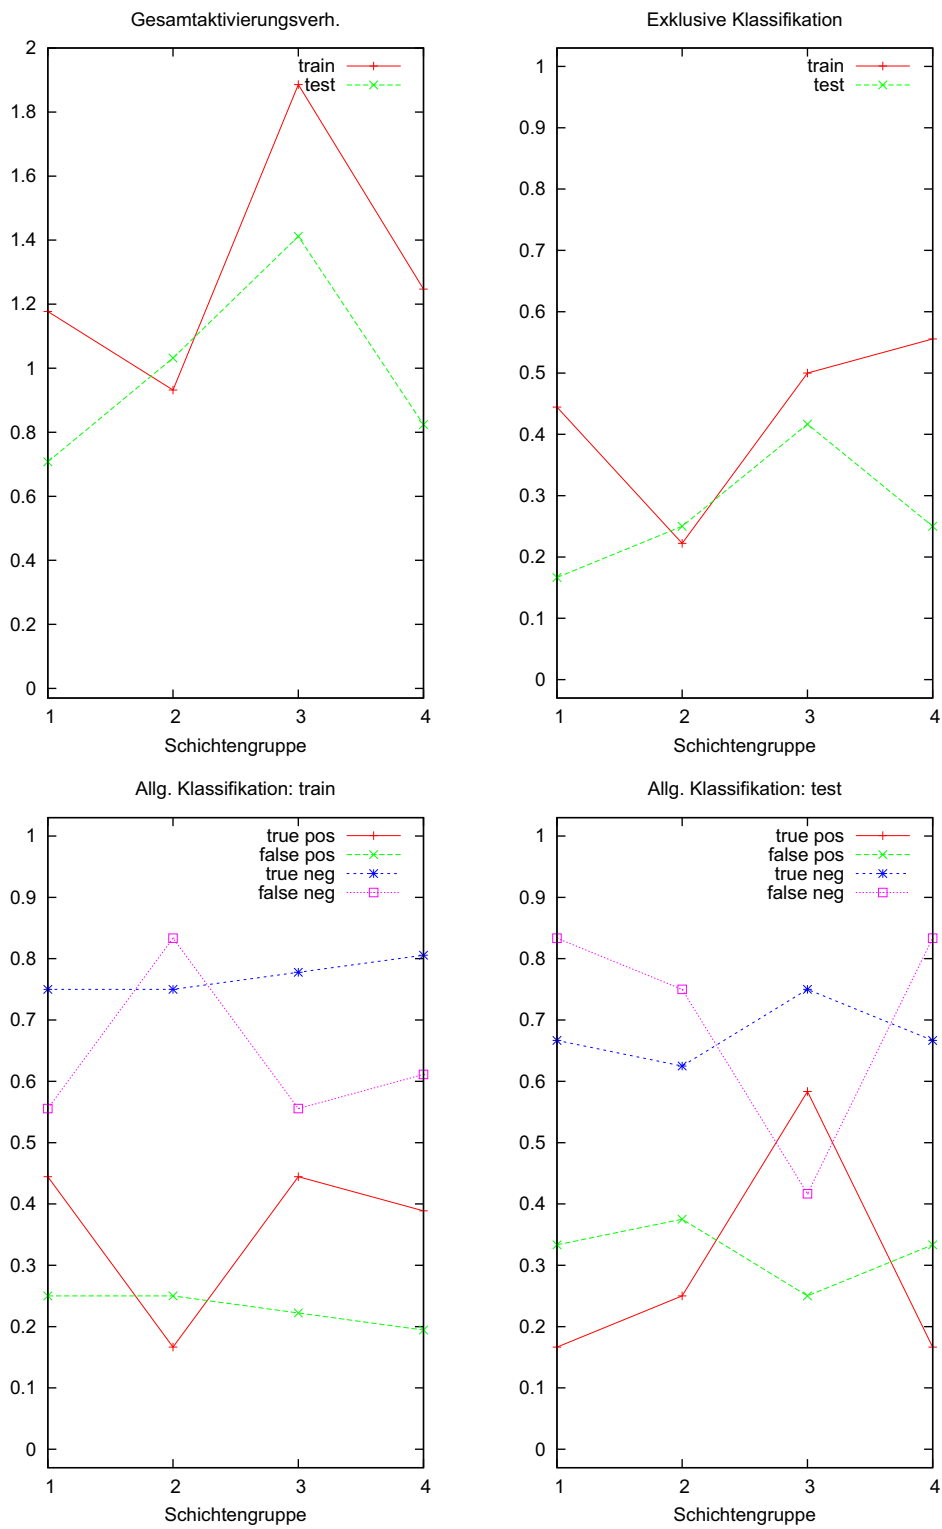 Gesamtaktivierungsverh.
train
test
2
1.8
1.6
1.4
1.2
1
0.8
0.6
0.4
0.2
0
1 2 3 4
Schichtengruppe
Exklusive Klassifikation
train
test
1
0.9
0.8
0.7
0.6
0.5
0.4
0.3
0.2
0.1
0
1 2 3 4
Schichtengruppe
Allg. Klassifikation: train
true pos
false pos
true neg
false neg
1
0.9
0.8
0.7
0.6
0.5
0.4
0.3
0.2
0.1
0
1 2 3 4
Schichtengruppe
Allg. Klassifikation: test
true pos
false pos
true neg
false neg
1
0.9
0.8
0.7
0.6
0.5
0.4
0.3
0.2
0.1
0
1 2 3 4
Schichtengruppe